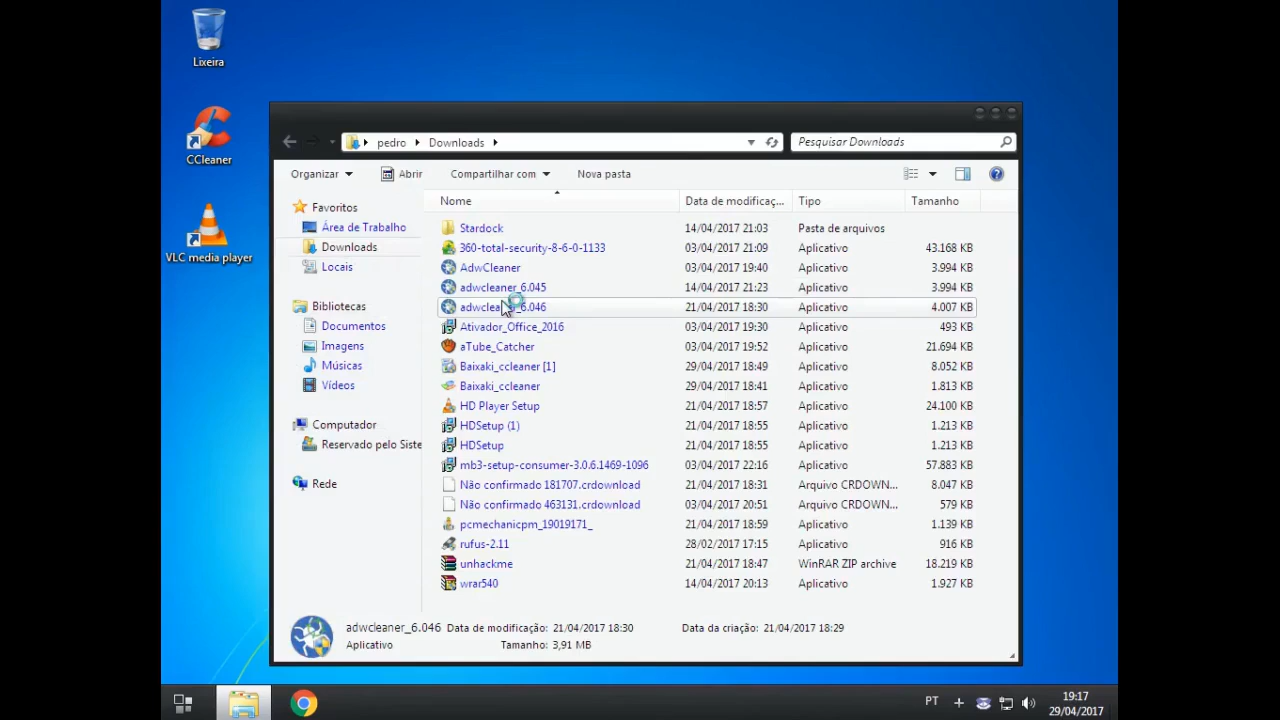 Lixeira
CCleaner
VLC media player
pedro Downloads
Pesquisar Downloads
Organizar Abrir Compartilhar com Nova pasta
Favoritos
Área de Trabalho
Downloads
Locais
Bibliotecas
Documentos
Imagens
Músicas
Vídeos
Computador
Reservado pelo Siste
Rede
Nome Data de modificaç... Tipo Tamanho
Stardock 14/04/2017 21:03 Pasta de arquivos
360-total-security-8-6-0-1133 03/04/2017 21:09 Aplicativo 43.168 KB
AdwCleaner 03/04/2017 19:40 Aplicativo 3.994 KB
adwcleaner_6.045 14/04/2017 21:23 Aplicativo 3.994 KB
adwcleaner_6.046 21/04/2017 18:30 Aplicativo 4.007 KB
Ativador_Office_2016 03/04/2017 19:30 Aplicativo 493 KB
aTube_Catcher 03/04/2017 19:52 Aplicativo 21.694 KB
Baixaki_ccleaner [1] 29/04/2017 18:49 Aplicativo 8.052 KB
Baixaki_ccleaner 29/04/2017 18:41 Aplicativo 1.813 KB
HD Player Setup 21/04/2017 18:57 Aplicativo 24.100 KB
HDSetup (1) 21/04/2017 18:55 Aplicativo 1.213 KB
HDSetup 21/04/2017 18:55 Aplicativo 1.213 KB
mb3-setup-consumer-3.0.6.1469-1096 03/04/2017 22:16 Aplicativo 57.883 KB
Não confirmado 181707.crdownload 21/04/2017 18:31 Arquivo CRDOWN... 8.047 KB
Não confirmado 463131.crdownload 03/04/2017 20:51 Arquivo CRDOWN... 579 KB
pcmechanicpm_19019171_ 21/04/2017 18:59 Aplicativo 1.139 KB
rufus-2.11 28/02/2017 17:15 Aplicativo 916 KB
unhackme 21/04/2017 18:47 WinRAR ZIP archive 18.219 KB
wrar540 14/04/2017 20:13 Aplicativo 1.927 KB
adwcleaner_6.046 Data de modificação: 21/04/2017 18:30 Data da criação: 21/04/2017 18:29
Aplicativo Tamanho: 3,91 MB
PT
19:17
29/04/2017